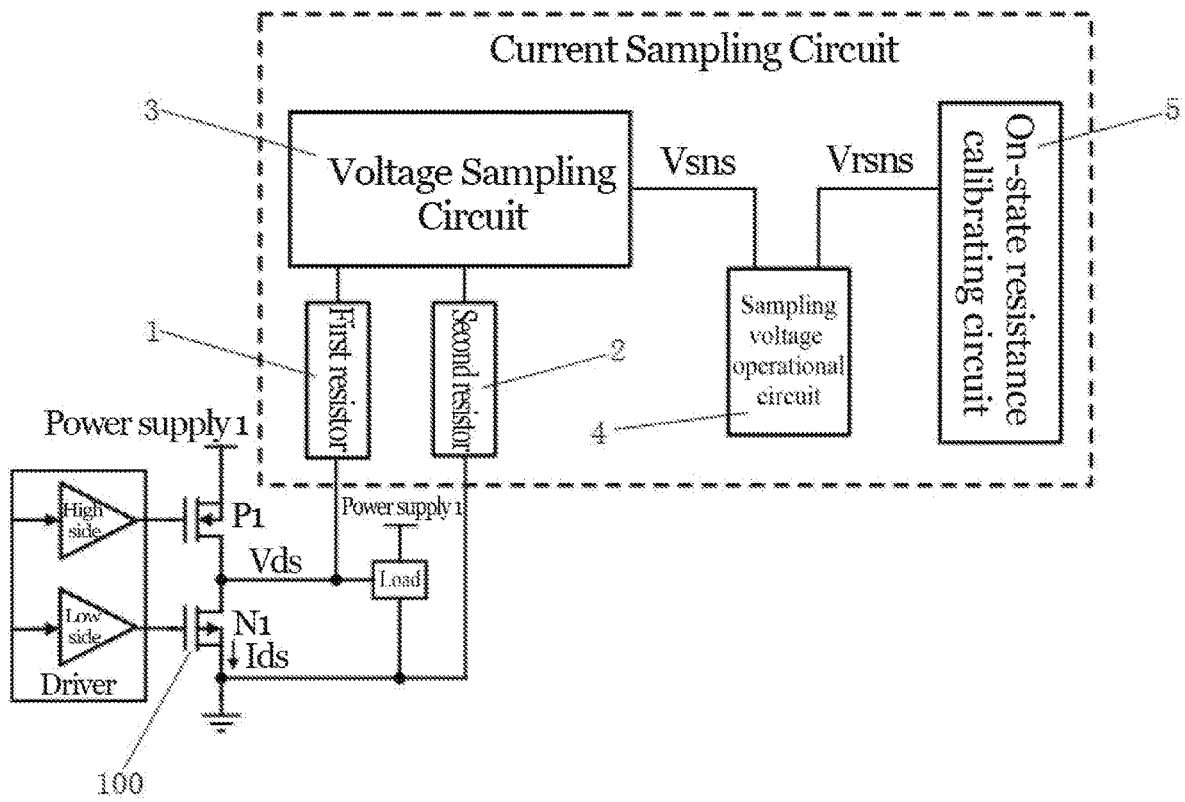 Current Sampling Circuit
3
5
Voltage Sampling
Circuit
Vsns
Vrsns
On-state resistance
calibrating circuit
1
First resistor
Second resistor
2
Sampling
voltage
operational
circuit
4
Power supply 1
Power supply 1
High
side
P1
Vds
Load
Low
side
N1
Ids
Driver
100